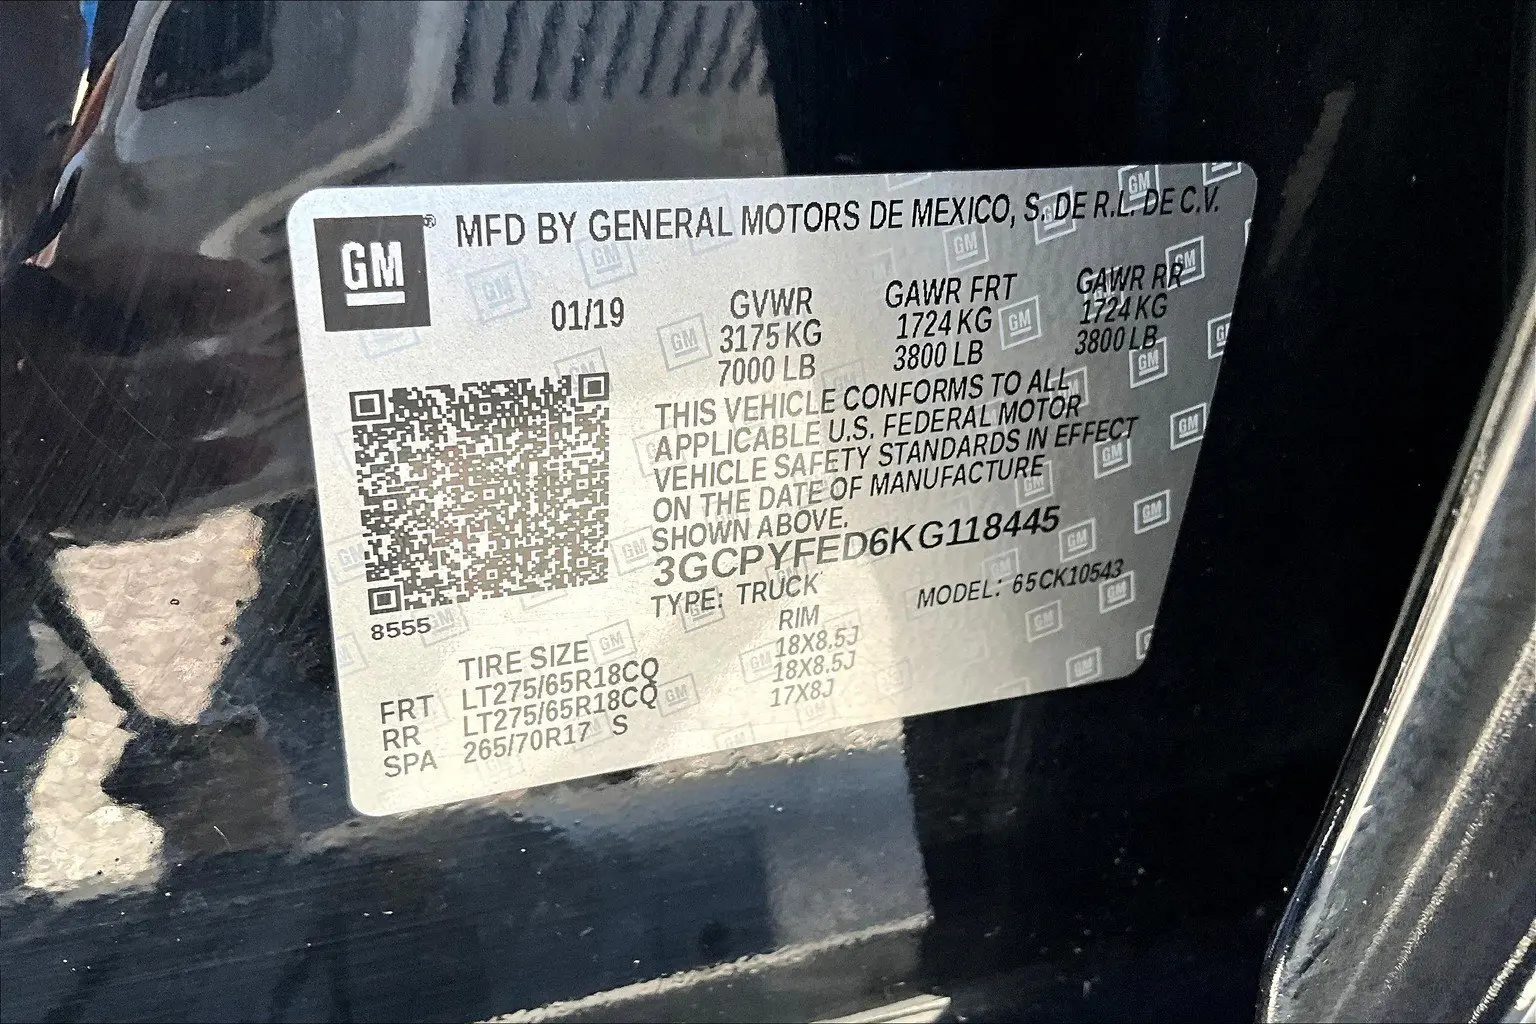 GM® MFD BY GENERAL MOTORS DE MEXICO, S. DE R.L. DE C.V.
01/19 GVWR GAWR FRT GAWR RR
3175 KG 1724 KG 1724 KG
7000 LB 3800 LB 3800 LB
THIS VEHICLE CONFORMS TO ALL
APPLICABLE U.S. FEDERAL MOTOR
VEHICLE SAFETY STANDARDS IN EFFECT
ON THE DATE OF MANUFACTURE
SHOWN ABOVE.
3GCPYFED6KG118445
TYPE: TRUCK MODEL: 65CK10543
8555
TIRE SIZE RIM
FRT LT275/65R18CQ 18X8.5J
RR LT275/65R18CQ 18X8.5J
SPA 265/70R17 S 17X8J